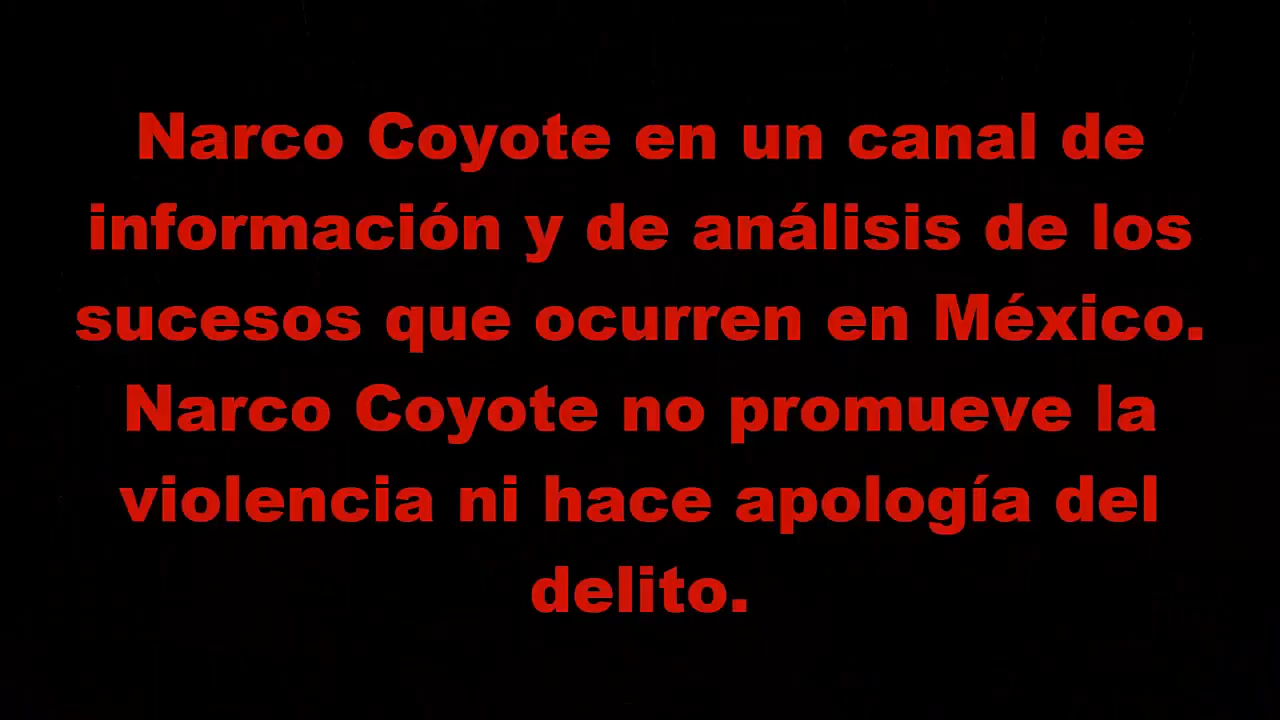 Narco Coyote en un canal de
información y de análisis de los
sucesos que ocurren en México.
Narco Coyote no promueve la
violencia ni hace apología del
delito.